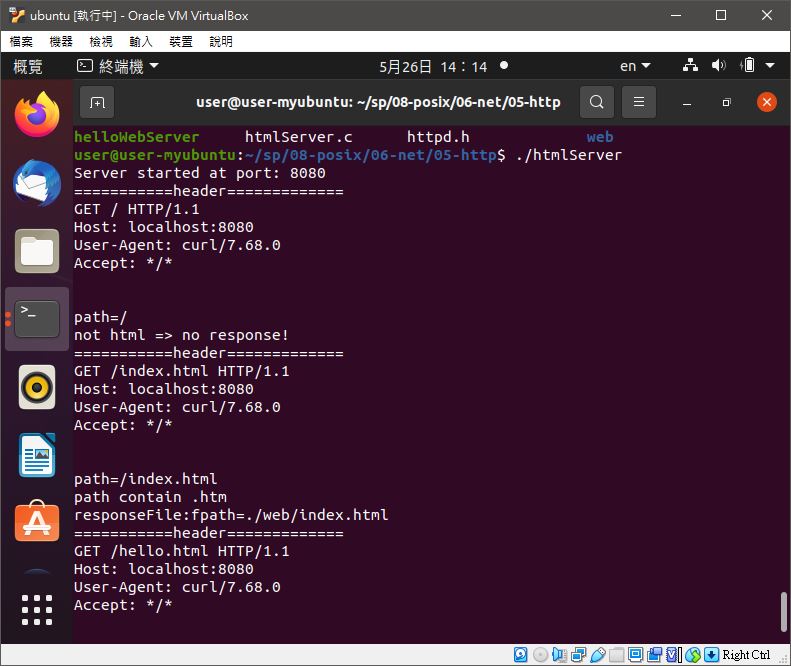 ubuntu [執行中] - Oracle VM VirtualBox
檔案 機器 檢視 輸入 裝置 說明
概覽 終端機 5月26日 14：14 en
user@user-myubuntu: ~/sp/08-posix/06-net/05-http
helloWebServer htmlServer.c httpd.h web
user@user-myubuntu:~/sp/08-posix/06-net/05-http$ ./htmlServer
Server started at port: 8080
===========header=============
GET / HTTP/1.1
Host: localhost:8080
User-Agent: curl/7.68.0
Accept: */*
path=/
not html => no response!
===========header=============
GET /index.html HTTP/1.1
Host: localhost:8080
User-Agent: curl/7.68.0
Accept: */*
path=/index.html
path contain .htm
responseFile:fpath=./web/index.html
===========header=============
GET /hello.html HTTP/1.1
Host: localhost:8080
User-Agent: curl/7.68.0
Accept: */*
Right Ctrl